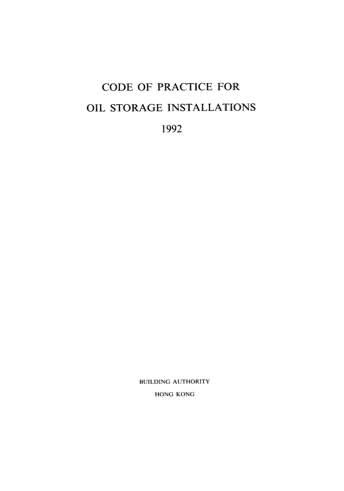 CODE OF PRACTICE FOR
OIL STORAGE INSTALLATIONS
1992
BUILDING AUTHORITY
HONG KONG